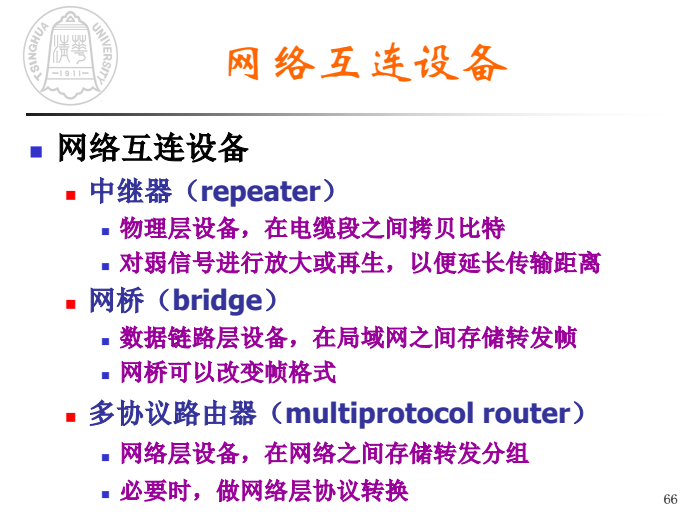 TSINGHUA UNIVERSITY
清華
-1911-
网络互连设备
网络互连设备
中继器（repeater）
物理层设备，在电缆段之间拷贝比特
对弱信号进行放大或再生，以便延长传输距离
网桥（bridge）
数据链路层设备，在局域网之间存储转发帧
网桥可以改变帧格式
多协议路由器（multiprotocol router）
网络层设备，在网络之间存储转发分组
必要时，做网络层协议转换
66